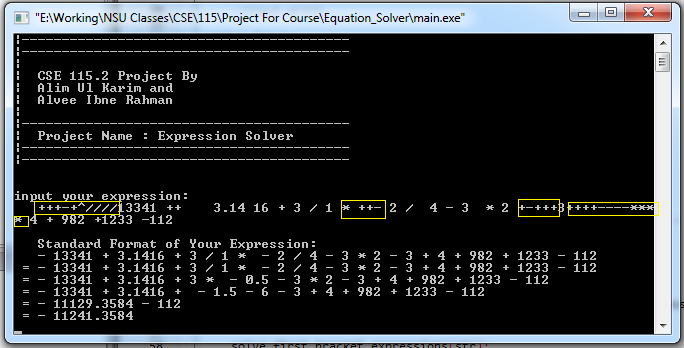 "E:\Working\NSU Classes\CSE\115\Project For Course\Equation_Solver\main.exe"
CSE 115.2 Project By
Alim Ul Karim and
Alvee Ibne Rahman
Project Name : Expression Solver
input your expression:
+++-+^////13341 ++    3.14 16 + 3 / 1 * ++- 2 /  4 - 3  * 2 +-+++3++++----***
* 4 + 982 +1233 -112
Standard Format of Your Expression:
- 13341 + 3.1416 + 3 / 1 *  - 2 / 4 - 3 * 2 - 3 + 4 + 982 + 1233 - 112
= - 13341 + 3.1416 + 3 / 1 *  - 2 / 4 - 3 * 2 - 3 + 4 + 982 + 1233 - 112
= - 13341 + 3.1416 + 3 *  - 0.5 - 3 * 2 - 3 + 4 + 982 + 1233 - 112
= - 13341 + 3.1416 +  - 1.5 - 6 - 3 + 4 + 982 + 1233 - 112
= - 11129.3584 - 112
= - 11241.3584